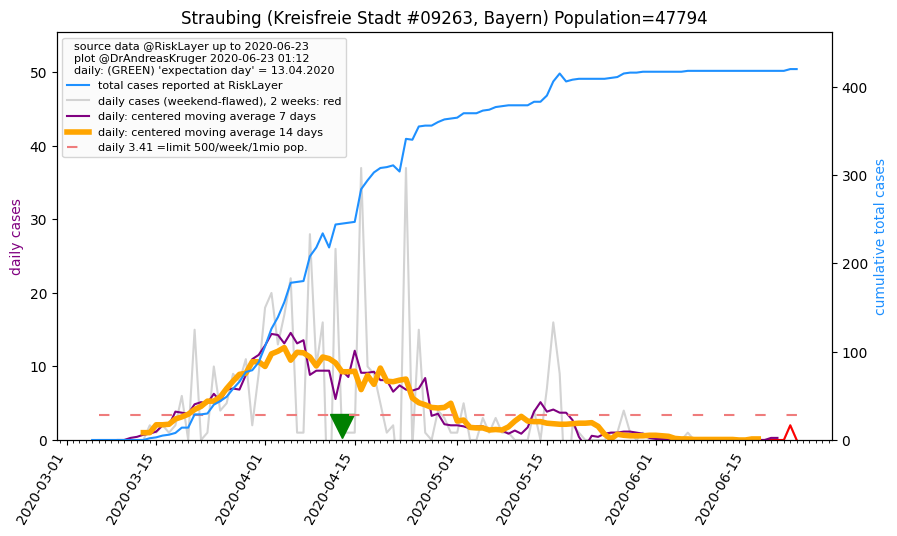 Straubing (Kreisfreie Stadt #09263, Bayern) Population=47794
source data @RiskLayer up to 2020-06-23
plot @DrAndreasKruger 2020-06-23 01:12
daily: (GREEN) 'expectation day' = 13.04.2020
total cases reported at RiskLayer
daily cases (weekend-flawed), 2 weeks: red
daily: centered moving average 7 days
daily: centered moving average 14 days
daily 3.41 =limit 500/week/1mio pop.
daily cases
50
40
30
20
10
0
cumulative total cases
400
300
200
100
0
2020-03-01
2020-03-15
2020-04-01
2020-04-15
2020-05-01
2020-05-15
2020-06-01
2020-06-15